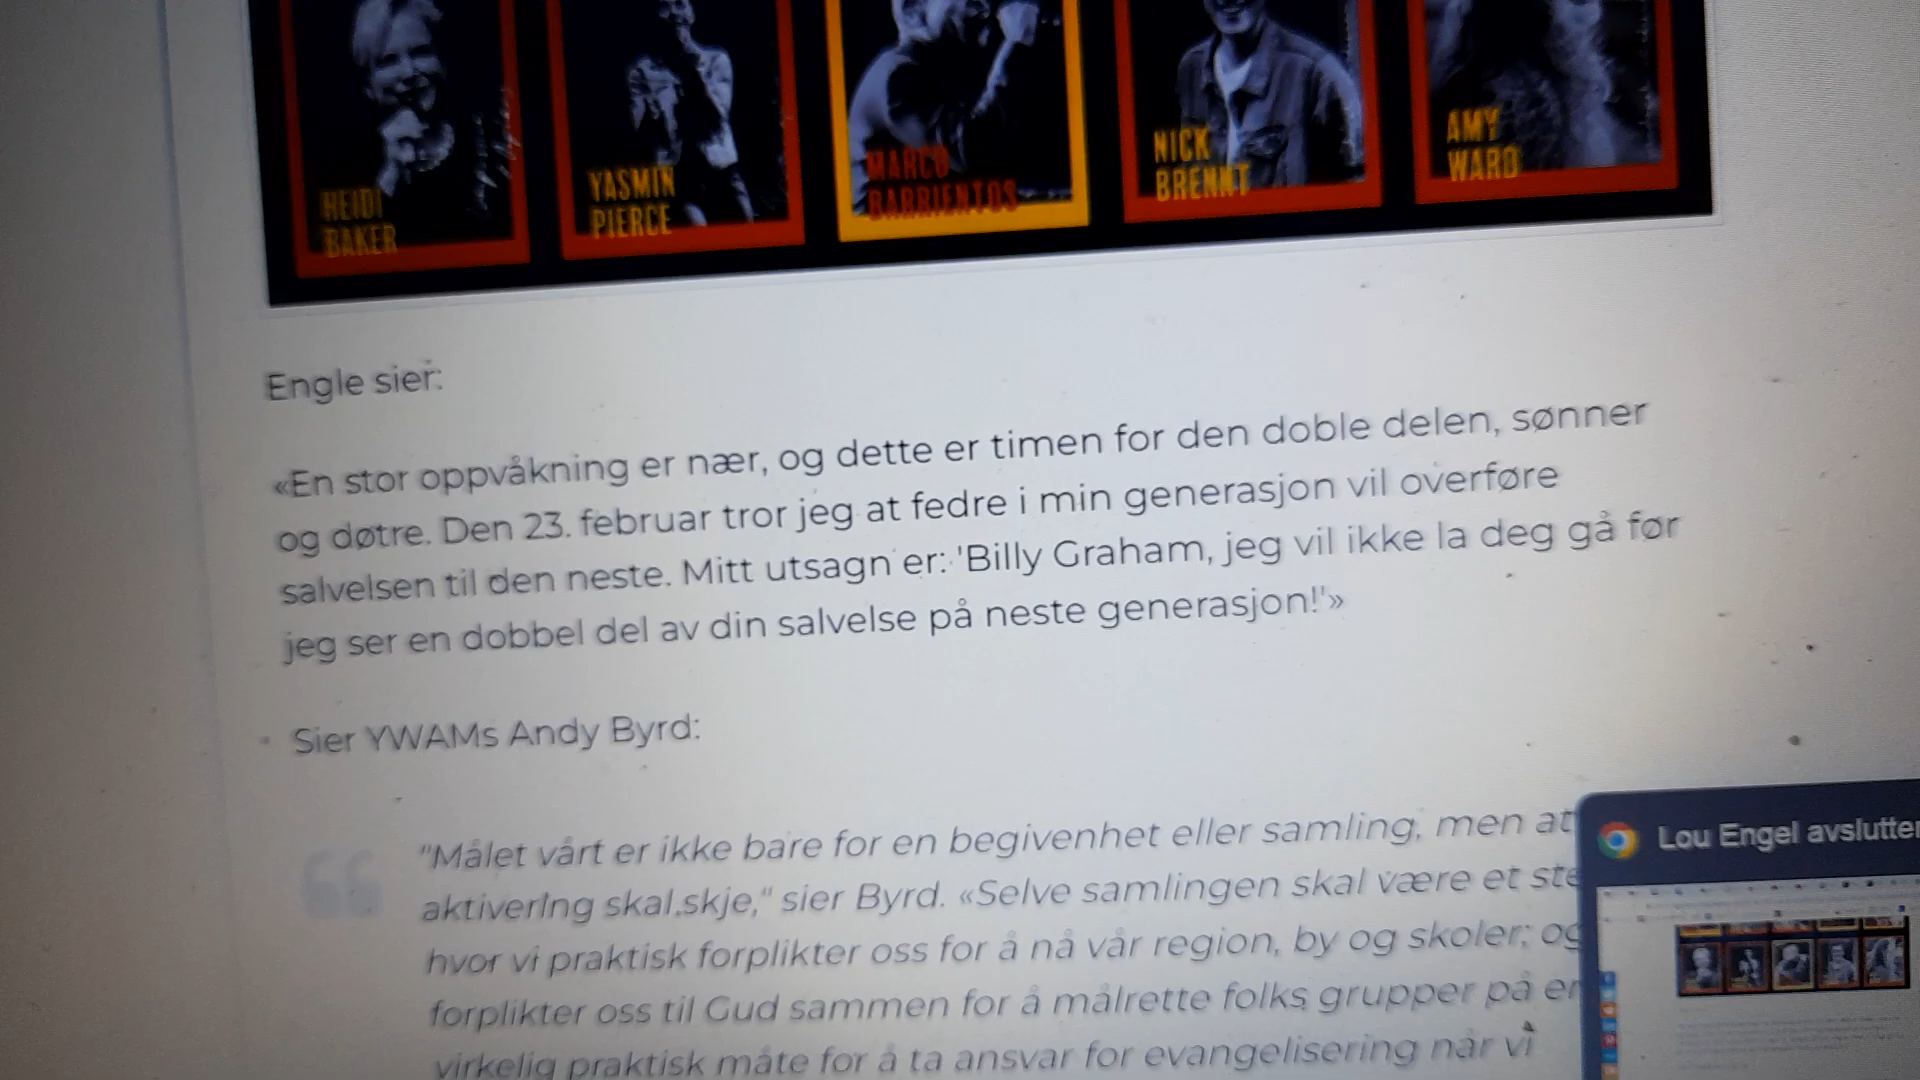 HEIDI
BAKER
YASMIN
PIERCE
MARCO
BARRIENTOS
NICK
BRENNT
AMY
WARD
Engle sier:
«En stor oppvåkning er nær, og dette er timen for den doble delen, sønner
og døtre. Den 23. februar tror jeg at fedre i min generasjon vil overføre
salvelsen til den neste. Mitt utsagn er: 'Billy Graham, jeg vil ikke la deg gå før
jeg ser en dobbel del av din salvelse på neste generasjon!'»
Sier YWAMs Andy Byrd:
"Målet vårt er ikke bare for en begivenhet eller samling, men at
aktivering skal skje," sier Byrd. «Selve samlingen skal være et ste
hvor vi praktisk forplikter oss for å nå vår region, by og skoler; og
forplikter oss til Gud sammen for å målrette folks grupper på en
virkelig praktisk måte for å ta ansvar for evangelisering når vi
Lou Engel avslutter